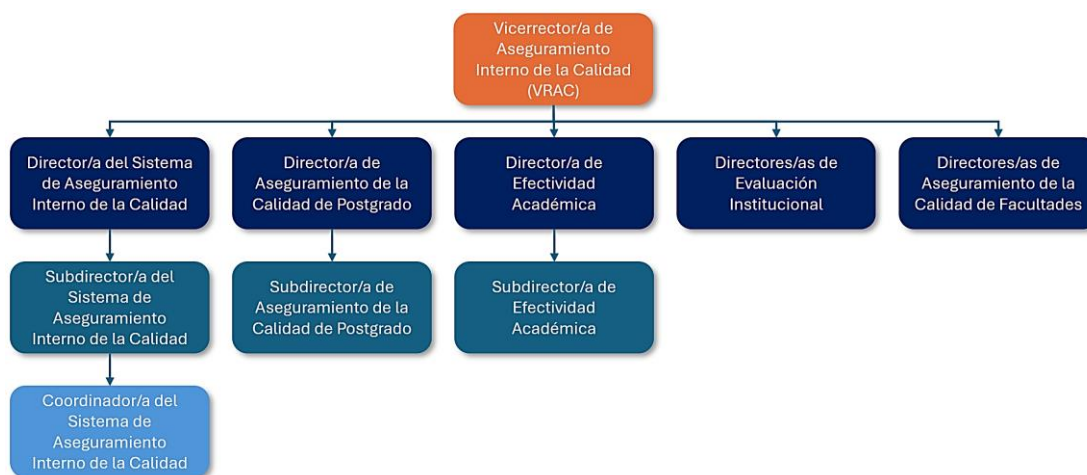 Vicerrector/a de
Aseguramiento
Interno de la Calidad
(VRAC)
Director/a del Sistema
de Aseguramiento
Interno de la Calidad
Director/a de
Aseguramiento de la
Calidad de Postgrado
Director/a de
Efectividad
Académica
Directores/as de
Evaluación
Institucional
Directores/as de
Aseguramiento de la
Calidad de Facultades
Subdirector/a del
Sistema de
Aseguramiento
Interno de la Calidad
Subdirector/a de
Aseguramiento de la
Calidad de Postgrado
Subdirector/a de
Efectividad
Académica
Coordinador/a del
Sistema de
Aseguramiento
Interno de la Calidad